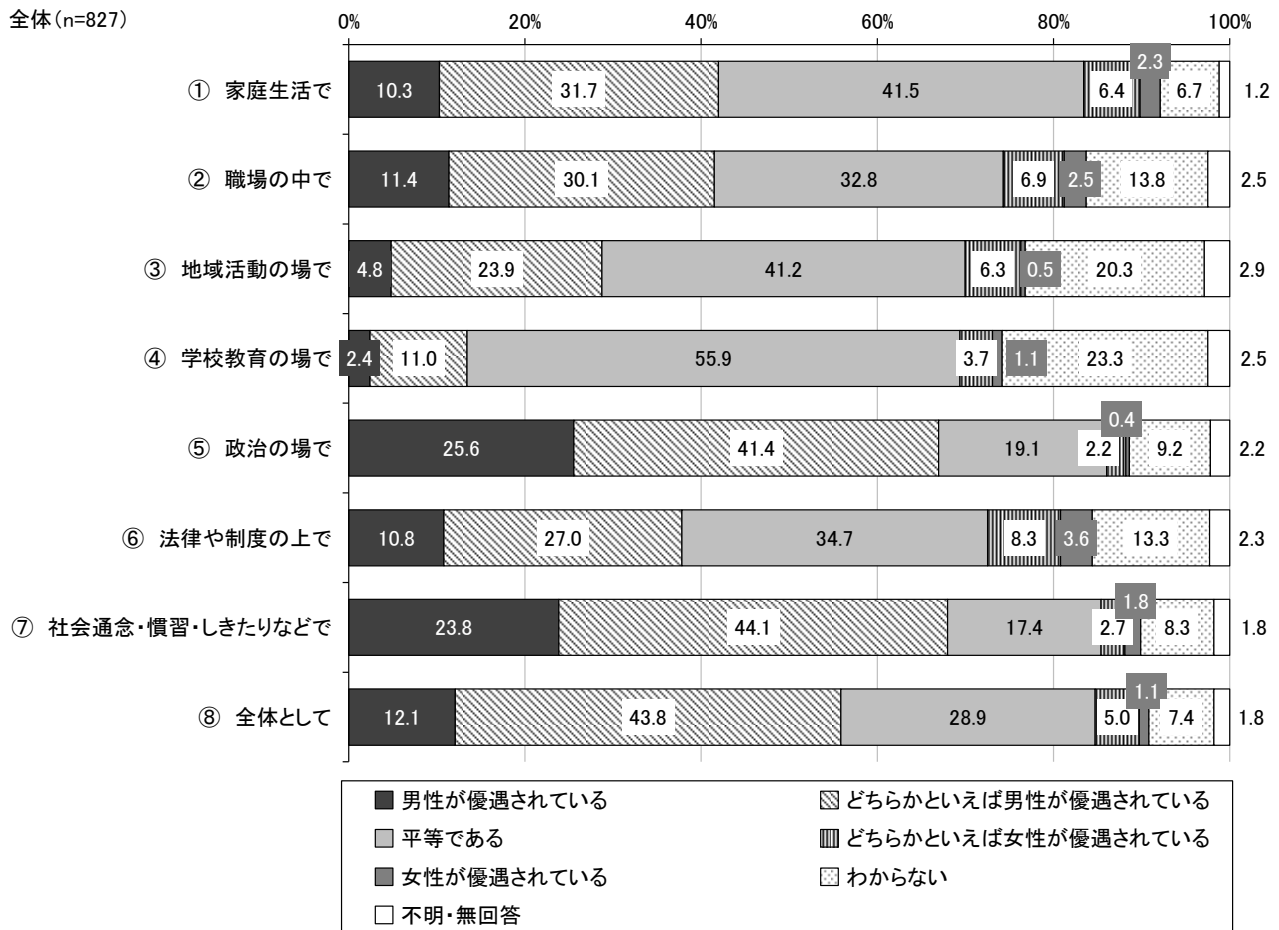 全体(n=827)
0% 20% 40% 60% 80% 100%
① 家庭生活で 10.3 31.7 41.5 6.4 2.3 6.7 1.2
② 職場の中で 11.4 30.1 32.8 6.9 2.5 13.8 2.5
③ 地域活動の場で 4.8 23.9 41.2 6.3 0.5 20.3 2.9
④ 学校教育の場で 2.4 11.0 55.9 3.7 1.1 23.3 2.5
⑤ 政治の場で 25.6 41.4 19.1 2.2 0.4 9.2 2.2
⑥ 法律や制度の上で 10.8 27.0 34.7 8.3 3.6 13.3 2.3
⑦ 社会通念・慣習・しきたりなどで 23.8 44.1 17.4 2.7 1.8 8.3 1.8
⑧ 全体として 12.1 43.8 28.9 5.0 1.1 7.4 1.8
男性が優遇されている どちらかといえば男性が優遇されている
平等である どちらかといえば女性が優遇されている
女性が優遇されている わからない
不明・無回答